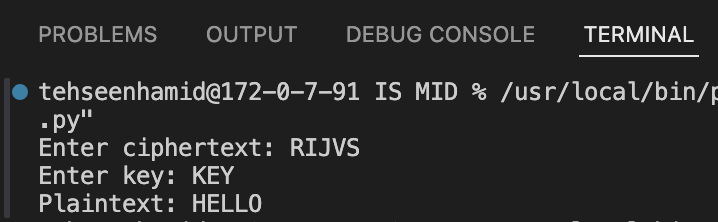 PROBLEMS OUTPUT DEBUG CONSOLE TERMINAL
tehseenhamid@172-0-7-91 IS MID % /usr/local/bin/p
.py"
Enter ciphertext: RIJVS
Enter key: KEY
Plaintext: HELLO